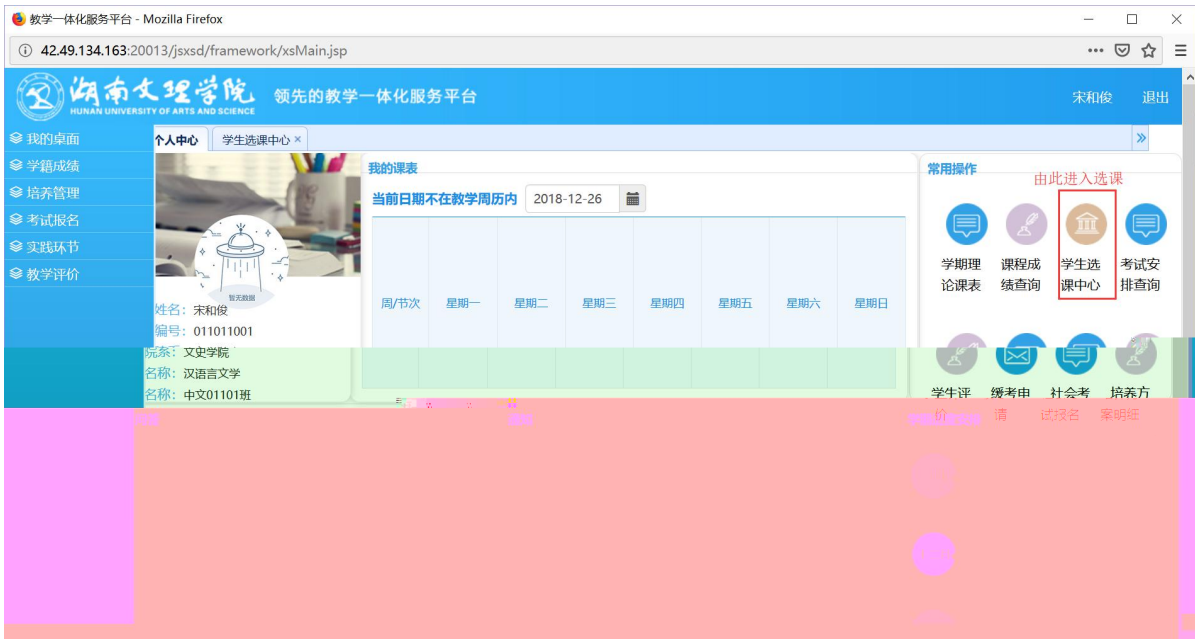 教学一体化服务平台 - Mozilla Firefox
42.49.134.163:20013/jsxsd/framework/xsMain.jsp
湖南文理学院
HUNAN UNIVERSITY OF ARTS AND SCIENCE
领先的教学一体化服务平台
宋和俊 退出
我的桌面
学籍成绩
培养管理
考试报名
实践环节
教学评价
个人中心 学生选课中心 ×
暂无数据
姓名：宋和俊
编号：011011001
院系：文史学院
名称：汉语言文学
名称：中文01101班
我的课表
当前日期不在教学周历内 2018-12-26
周/节次 星期一 星期二 星期三 星期四 星期五 星期六 星期日
常用操作
由此进入选课
学期理论课表
课程成绩查询
学生选课中心
考试安排查询
学生评价
缓考申请
社会考试报名
培养方案明细